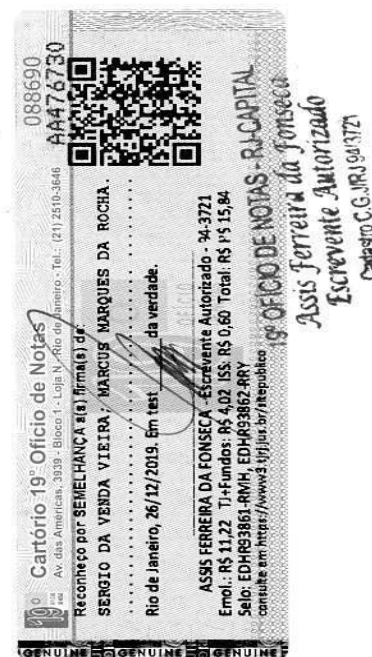 Cartório 19º Ofício de Notas
088690
Av. das Américas, 3939 - Bloco 1 - Loja N - Rio de Janeiro - Tel.: (21) 2510-3646
AA476730
Reconheço por SEMELHANÇA a(s) firma(s) de:
SERGIO DA VENDA VIEIRA; MARCUS MARQUES DA ROCHA.
Rio de Janeiro, 26/12/2019. Em test da verdade.
ASSIS FERREIRA DA FONSECA - Escrevente Autorizado - 94-3721
Emol.: R$ 11,22 TJ+Fundos: R$ 4,02 ISS: R$ 0,60 Total: R$ 15,84
Selo: EDHR93861-RMH, EDHR93862-RRY
consulte em https://www3.tjrj.jus.br/sitepublico
19º OFÍCIO DE NOTAS - RJ-CAPITAL
Assis Ferreira da Fonseca
Escrevente Autorizado
Cadastro C.G.J/RJ 94/3721
GENUINE